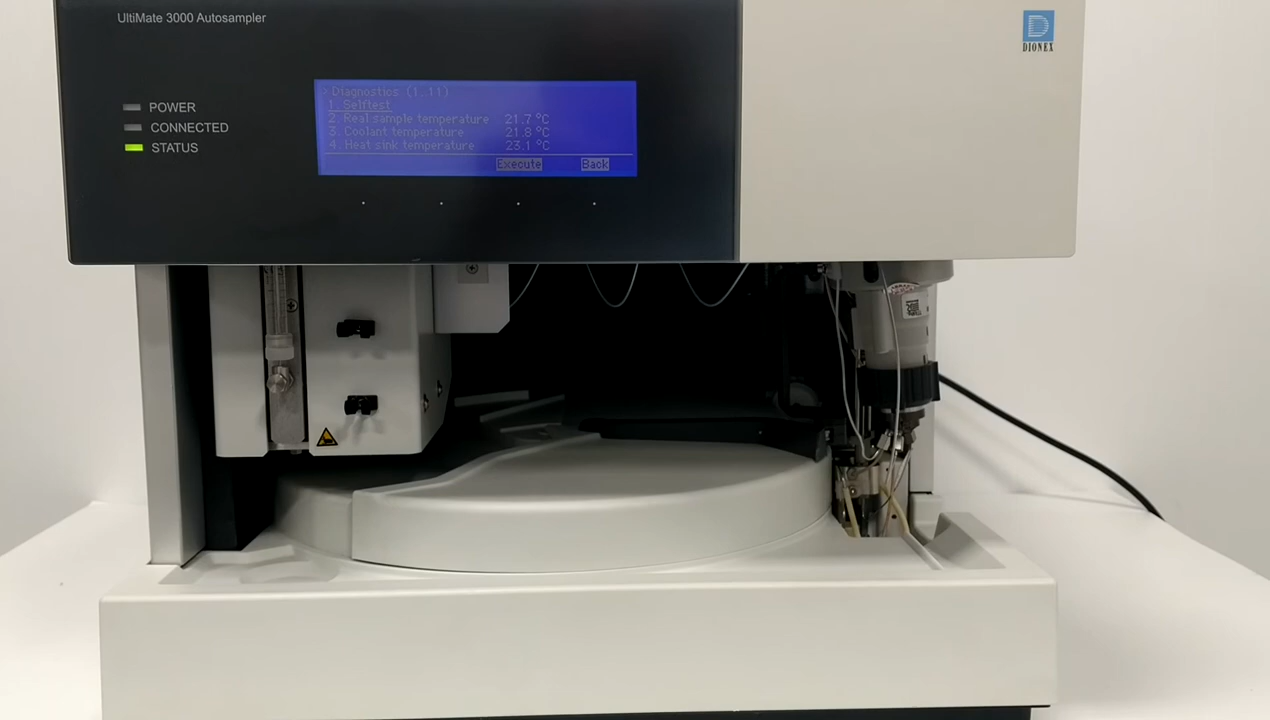 UltiMate 3000 Autosampler
D
DIONEX
>Diagnostics (1..11)
1. Selftest
2. Real sample temperature 21.7 °C
3. Coolant temperature 21.8 °C
4. Heat sink temperature 23.1 °C
Execute Back
POWER
CONNECTED
STATUS